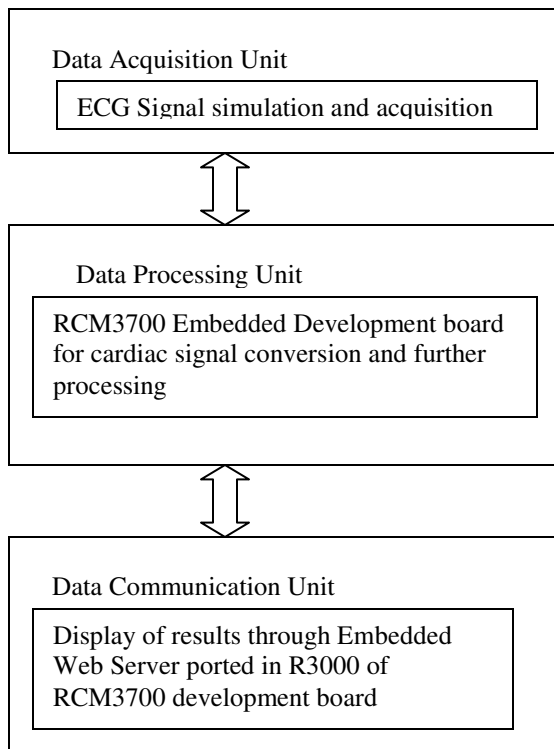 Data Acquisition Unit
ECG Signal simulation and acquisition
Data Processing Unit
RCM3700 Embedded Development board
for cardiac signal conversion and further
processing
Data Communication Unit
Display of results through Embedded
Web Server ported in R3000 of
RCM3700 development board